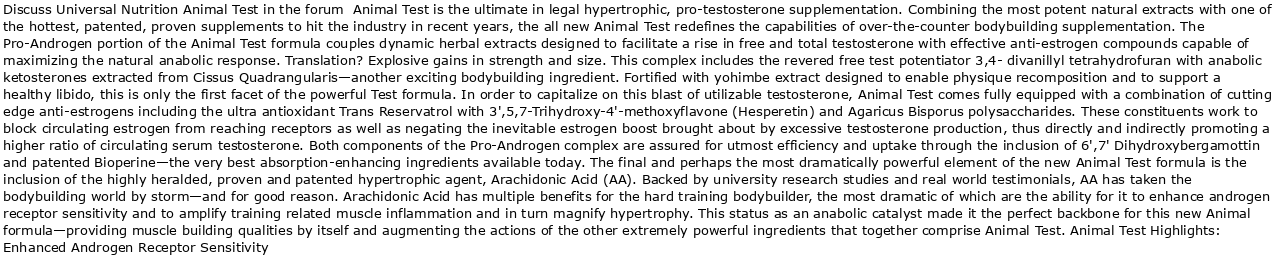 Discuss Universal Nutrition Animal Test in the forum  Animal Test is the ultimate in legal hypertrophic, pro-testosterone supplementation. Combining the most potent natural extracts with one of
the hottest, patented, proven supplements to hit the industry in recent years, the all new Animal Test redefines the capabilities of over-the-counter bodybuilding supplementation. The
Pro-Androgen portion of the Animal Test formula couples dynamic herbal extracts designed to facilitate a rise in free and total testosterone with effective anti-estrogen compounds capable of
maximizing the natural anabolic response. Translation? Explosive gains in strength and size. This complex includes the revered free test potentiator 3,4- divanillyl tetrahydrofuran with anabolic
ketosterones extracted from Cissus Quadrangularis—another exciting bodybuilding ingredient. Fortified with yohimbe extract designed to enable physique recomposition and to support a
healthy libido, this is only the first facet of the powerful Test formula. In order to capitalize on this blast of utilizable testosterone, Animal Test comes fully equipped with a combination of cutting
edge anti-estrogens including the ultra antioxidant Trans Reservatrol with 3',5,7-Trihydroxy-4'-methoxyflavone (Hesperetin) and Agaricus Bisporus polysaccharides. These constituents work to
block circulating estrogen from reaching receptors as well as negating the inevitable estrogen boost brought about by excessive testosterone production, thus directly and indirectly promoting a
higher ratio of circulating serum testosterone. Both components of the Pro-Androgen complex are assured for utmost efficiency and uptake through the inclusion of 6',7' Dihydroxybergamottin
and patented Bioperine—the very best absorption-enhancing ingredients available today. The final and perhaps the most dramatically powerful element of the new Animal Test formula is the
inclusion of the highly heralded, proven and patented hypertrophic agent, Arachidonic Acid (AA). Backed by university research studies and real world testimonials, AA has taken the
bodybuilding world by storm—and for good reason. Arachidonic Acid has multiple benefits for the hard training bodybuilder, the most dramatic of which are the ability for it to enhance androgen
receptor sensitivity and to amplify training related muscle inflammation and in turn magnify hypertrophy. This status as an anabolic catalyst made it the perfect backbone for this new Animal
formula—providing muscle building qualities by itself and augmenting the actions of the other extremely powerful ingredients that together comprise Animal Test. Animal Test Highlights:
Enhanced Androgen Receptor Sensitivity